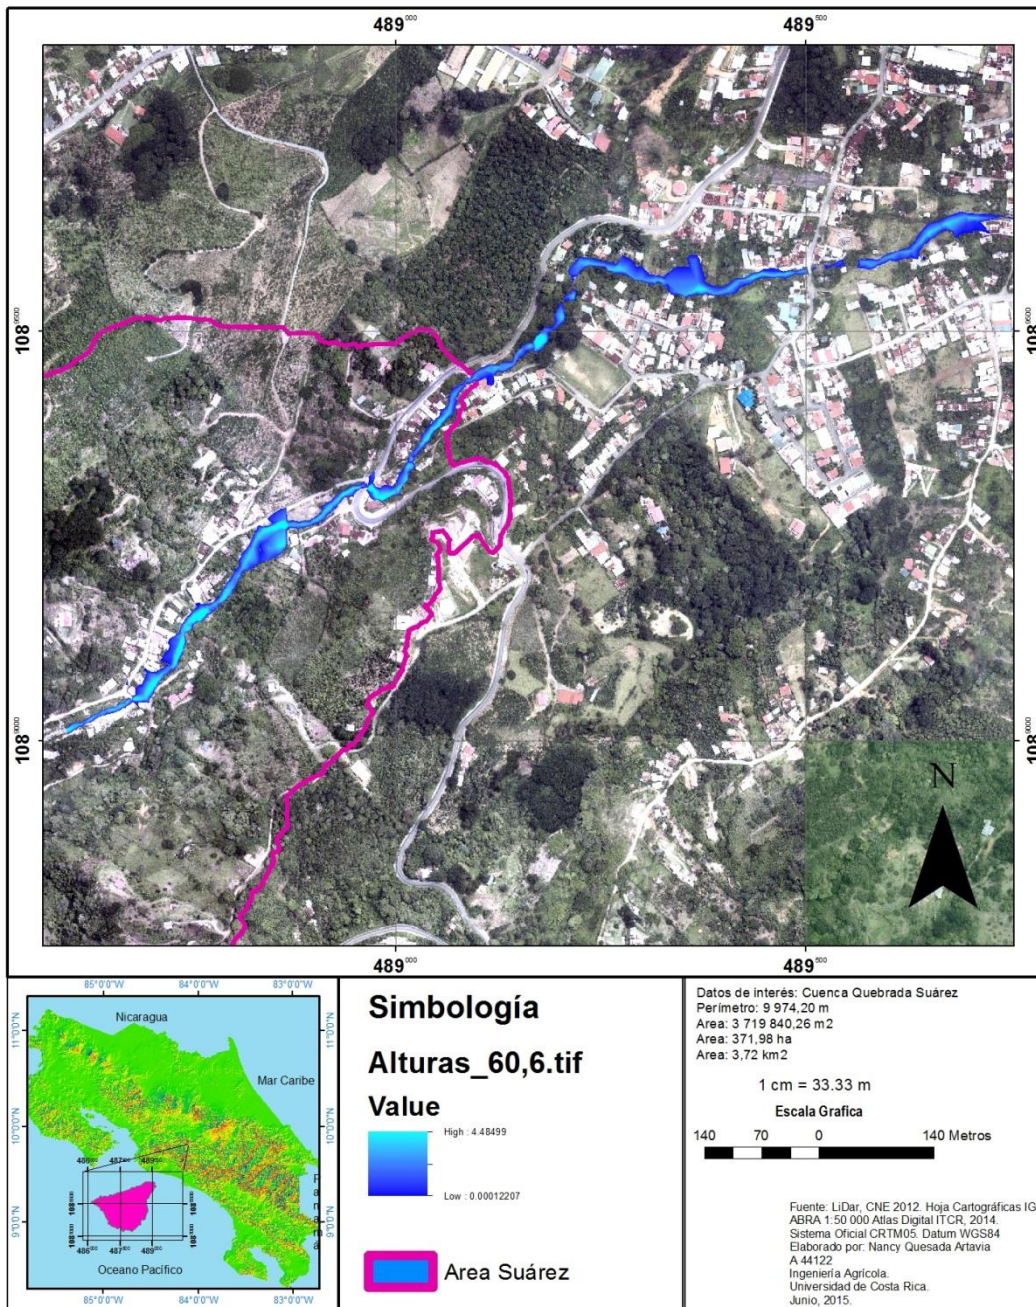 489000
489500
1089500
1089500
1089000
1089000
N
489000
489500
85°0'0"W
84°0'0"W
83°0'0"W
11°0'0"N
11°0'0"N
10°0'0"N
10°0'0"N
9°0'0"N
9°0'0"N
Nicaragua
Mar Caribe
Panamá
Oceano Pacífico
85°0'0"W
84°0'0"W
83°0'0"W
Simbología
Alturas_60,6.tif
Value
High : 4.48499
Low : 0.00012207
Area Suárez
Datos de interés: Cuenca Quebrada Suárez
Perímetro: 9 974,20 m
Area: 3 719 840,26 m2
Area: 371,98 ha
Area: 3,72 km2
1 cm = 33.33 m
Escala Grafica
140 70 0 140 Metros
Fuente: LiDar, CNE 2012. Hoja Cartográficas IG
ABRA 1:50 000 Atlas Digital ITCR, 2014.
Sistema Oficial CRTM05. Datum WGS84
Elaborado por: Nancy Quesada Artavia
A 44122
Ingeniería Agrícola.
Universidad de Costa Rica.
Junio, 2015.